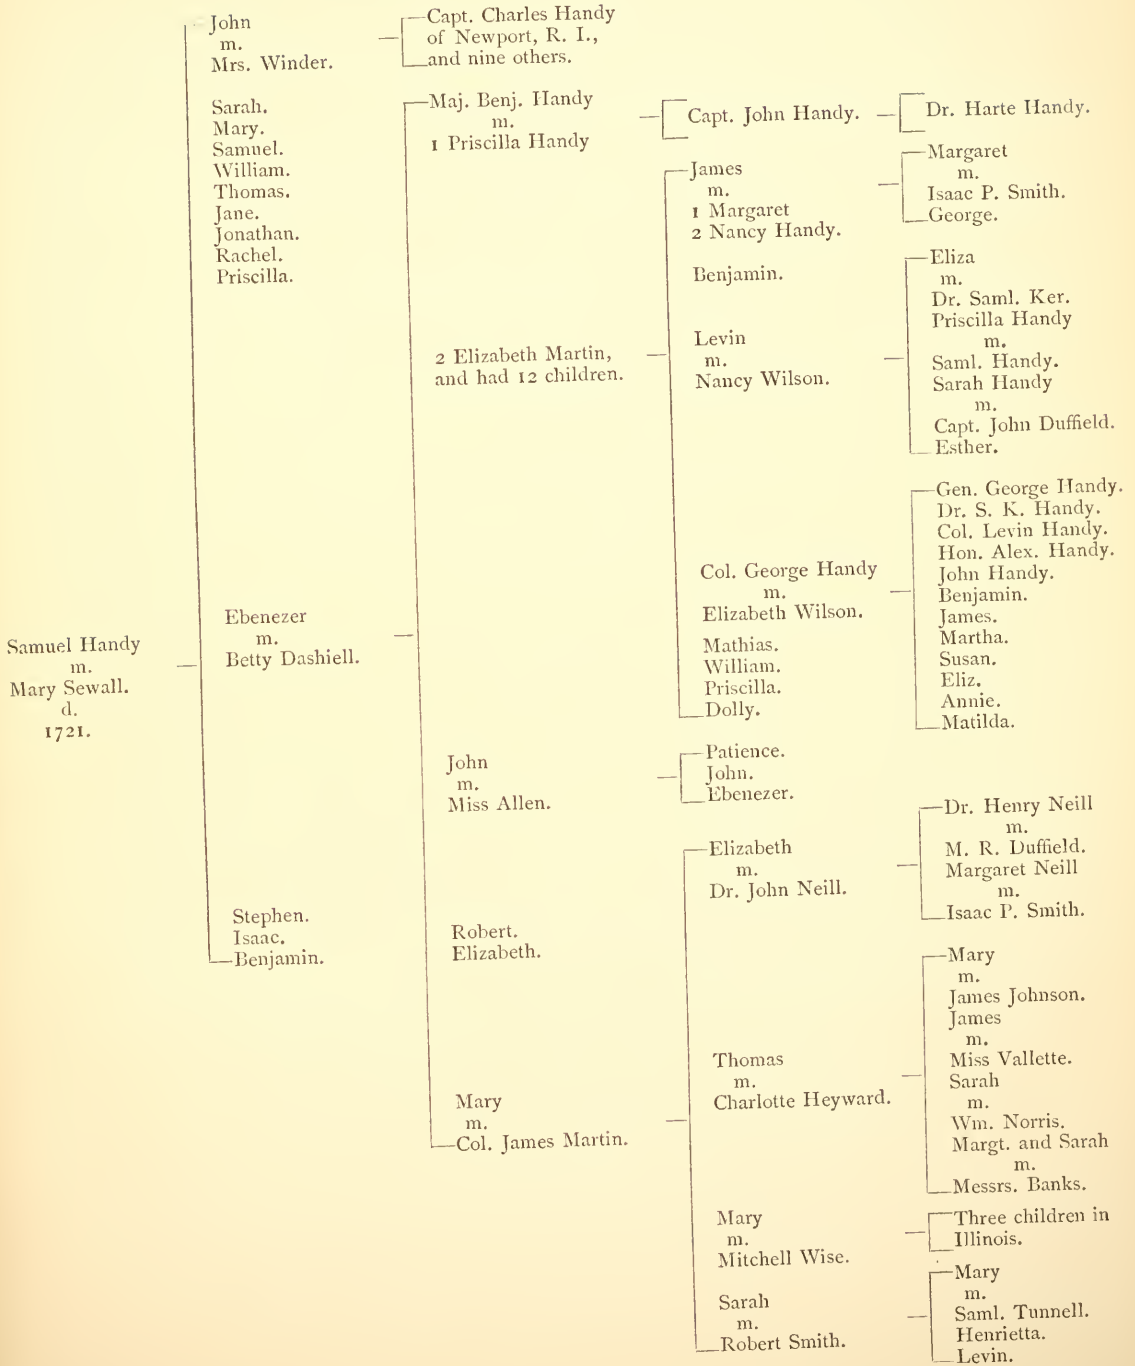 Samuel Handy
m.
Mary Sewall.
d.
1721.
John
m.
Mrs. Winder.
Sarah.
Mary.
Samuel.
William.
Thomas.
Jane.
Jonathan.
Rachel.
Priscilla.
Ebenezer
m.
Betty Dashiell.
Stephen.
Isaac.
Benjamin.
Capt. Charles Handy
of Newport, R. I.,
and nine others.
Maj. Benj. Handy
m.
1 Priscilla Handy
2 Elizabeth Martin,
and had 12 children.
John
m.
Miss Allen.
Robert.
Elizabeth.
Mary
m.
Col. James Martin.
Capt. John Handy.
James
m.
1 Margaret
2 Nancy Handy.
Benjamin.
Levin
m.
Nancy Wilson.
Col. George Handy
m.
Elizabeth Wilson.
Mathias.
William.
Priscilla.
Dolly.
Patience.
John.
Ebenezer.
Elizabeth
m.
Dr. John Neill.
Thomas
m.
Charlotte Heyward.
Mary
m.
Mitchell Wise.
Sarah
m.
Robert Smith.
Dr. Harte Handy.
Margaret
m.
Isaac P. Smith.
George.
Eliza
m.
Dr. Saml. Ker.
Priscilla Handy
m.
Saml. Handy.
Sarah Handy
m.
Capt. John Duffield.
Esther.
Gen. George Handy.
Dr. S. K. Handy.
Col. Levin Handy.
Hon. Alex. Handy.
John Handy.
Benjamin.
James.
Martha.
Susan.
Eliz.
Annie.
Matilda.
Dr. Henry Neill
m.
M. R. Duffield.
Margaret Neill
m.
Isaac P. Smith.
Mary
m.
James Johnson.
James
m.
Miss Vallette.
Sarah
m.
Wm. Norris.
Margt. and Sarah
m.
Messrs. Banks.
Three children in
Illinois.
Mary
m.
Saml. Tunnell.
Henrietta.
Levin.